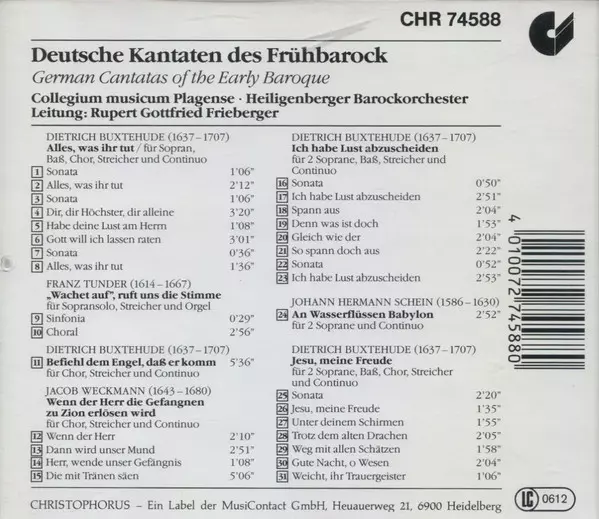 CHR 74588
Deutsche Kantaten des Frühbarock
German Cantatas of the Early Baroque
Collegium musicum Plagense · Heiligenberger Barockorchester
Leitung: Rupert Gottfried Frieberger
DIETRICH BUXTEHUDE (1637-1707)
Alles, was ihr tut / für Sopran,
Baß, Chor, Streicher und Continuo
1 Sonata 1'06"
2 Alles, was ihr tut 2'12"
3 Sonata 1'06"
4 Dir, dir Höchster, dir alleine 3'20"
5 Habe deine Lust am Herrn 1'08"
6 Gott will ich lassen raten 3'01"
7 Sonata 0'36"
8 Alles, was ihr tut 1'36"
FRANZ TUNDER (1614-1667)
„Wachet auf", ruft uns die Stimme
für Sopransolo, Streicher und Orgel
9 Sinfonia 0'29"
10 Choral 2'56"
DIETRICH BUXTEHUDE (1637-1707)
11 Befiehl dem Engel, daß er komm 5'36"
für Chor, Streicher und Continuo
JACOB WECKMANN (1643-1680)
Wenn der Herr die Gefangnen
zu Zion erlösen wird
für Chor, Streicher und Continuo
12 Wenn der Herr 2'10"
13 Dann wird unser Mund 2'51"
14 Herr, wende unser Gefängnis 1'08"
15 Die mit Tränen säen 5'06"
DIETRICH BUXTEHUDE (1637-1707)
Ich habe Lust abzuscheiden
für 2 Soprane, Baß, Streicher und
Continuo
16 Sonata 0'50"
17 Ich habe Lust abzuscheiden 2'51"
18 Spann aus 2'04"
19 Denn was ist doch 1'53"
20 Gleich wie der 2'04"
21 So spann doch aus 2'22"
22 Sonata 0'52"
23 Ich habe Lust abzuscheiden 2'53"
JOHANN HERMANN SCHEIN (1586-1630)
24 An Wasserflüssen Babylon 2'52"
für 2 Soprane und Continuo
DIETRICH BUXTEHUDE (1637-1707)
Jesu, meine Freude
für 2 Soprane, Baß, Chor, Streicher
und Continuo
25 Sonata 2'20"
26 Jesu, meine Freude 1'35"
27 Unter deinem Schirmen 1'55"
28 Trotz dem alten Drachen 2'05"
29 Weg mit allen Schätzen 1'58"
30 Gute Nacht, o Wesen 2'04"
31 Weicht, ihr Trauergeister 1'06"
4 010072 745880
CHRISTOPHORUS – Ein Label der MusiContact GmbH, Heuauerweg 21, 6900 Heidelberg
LC 0612